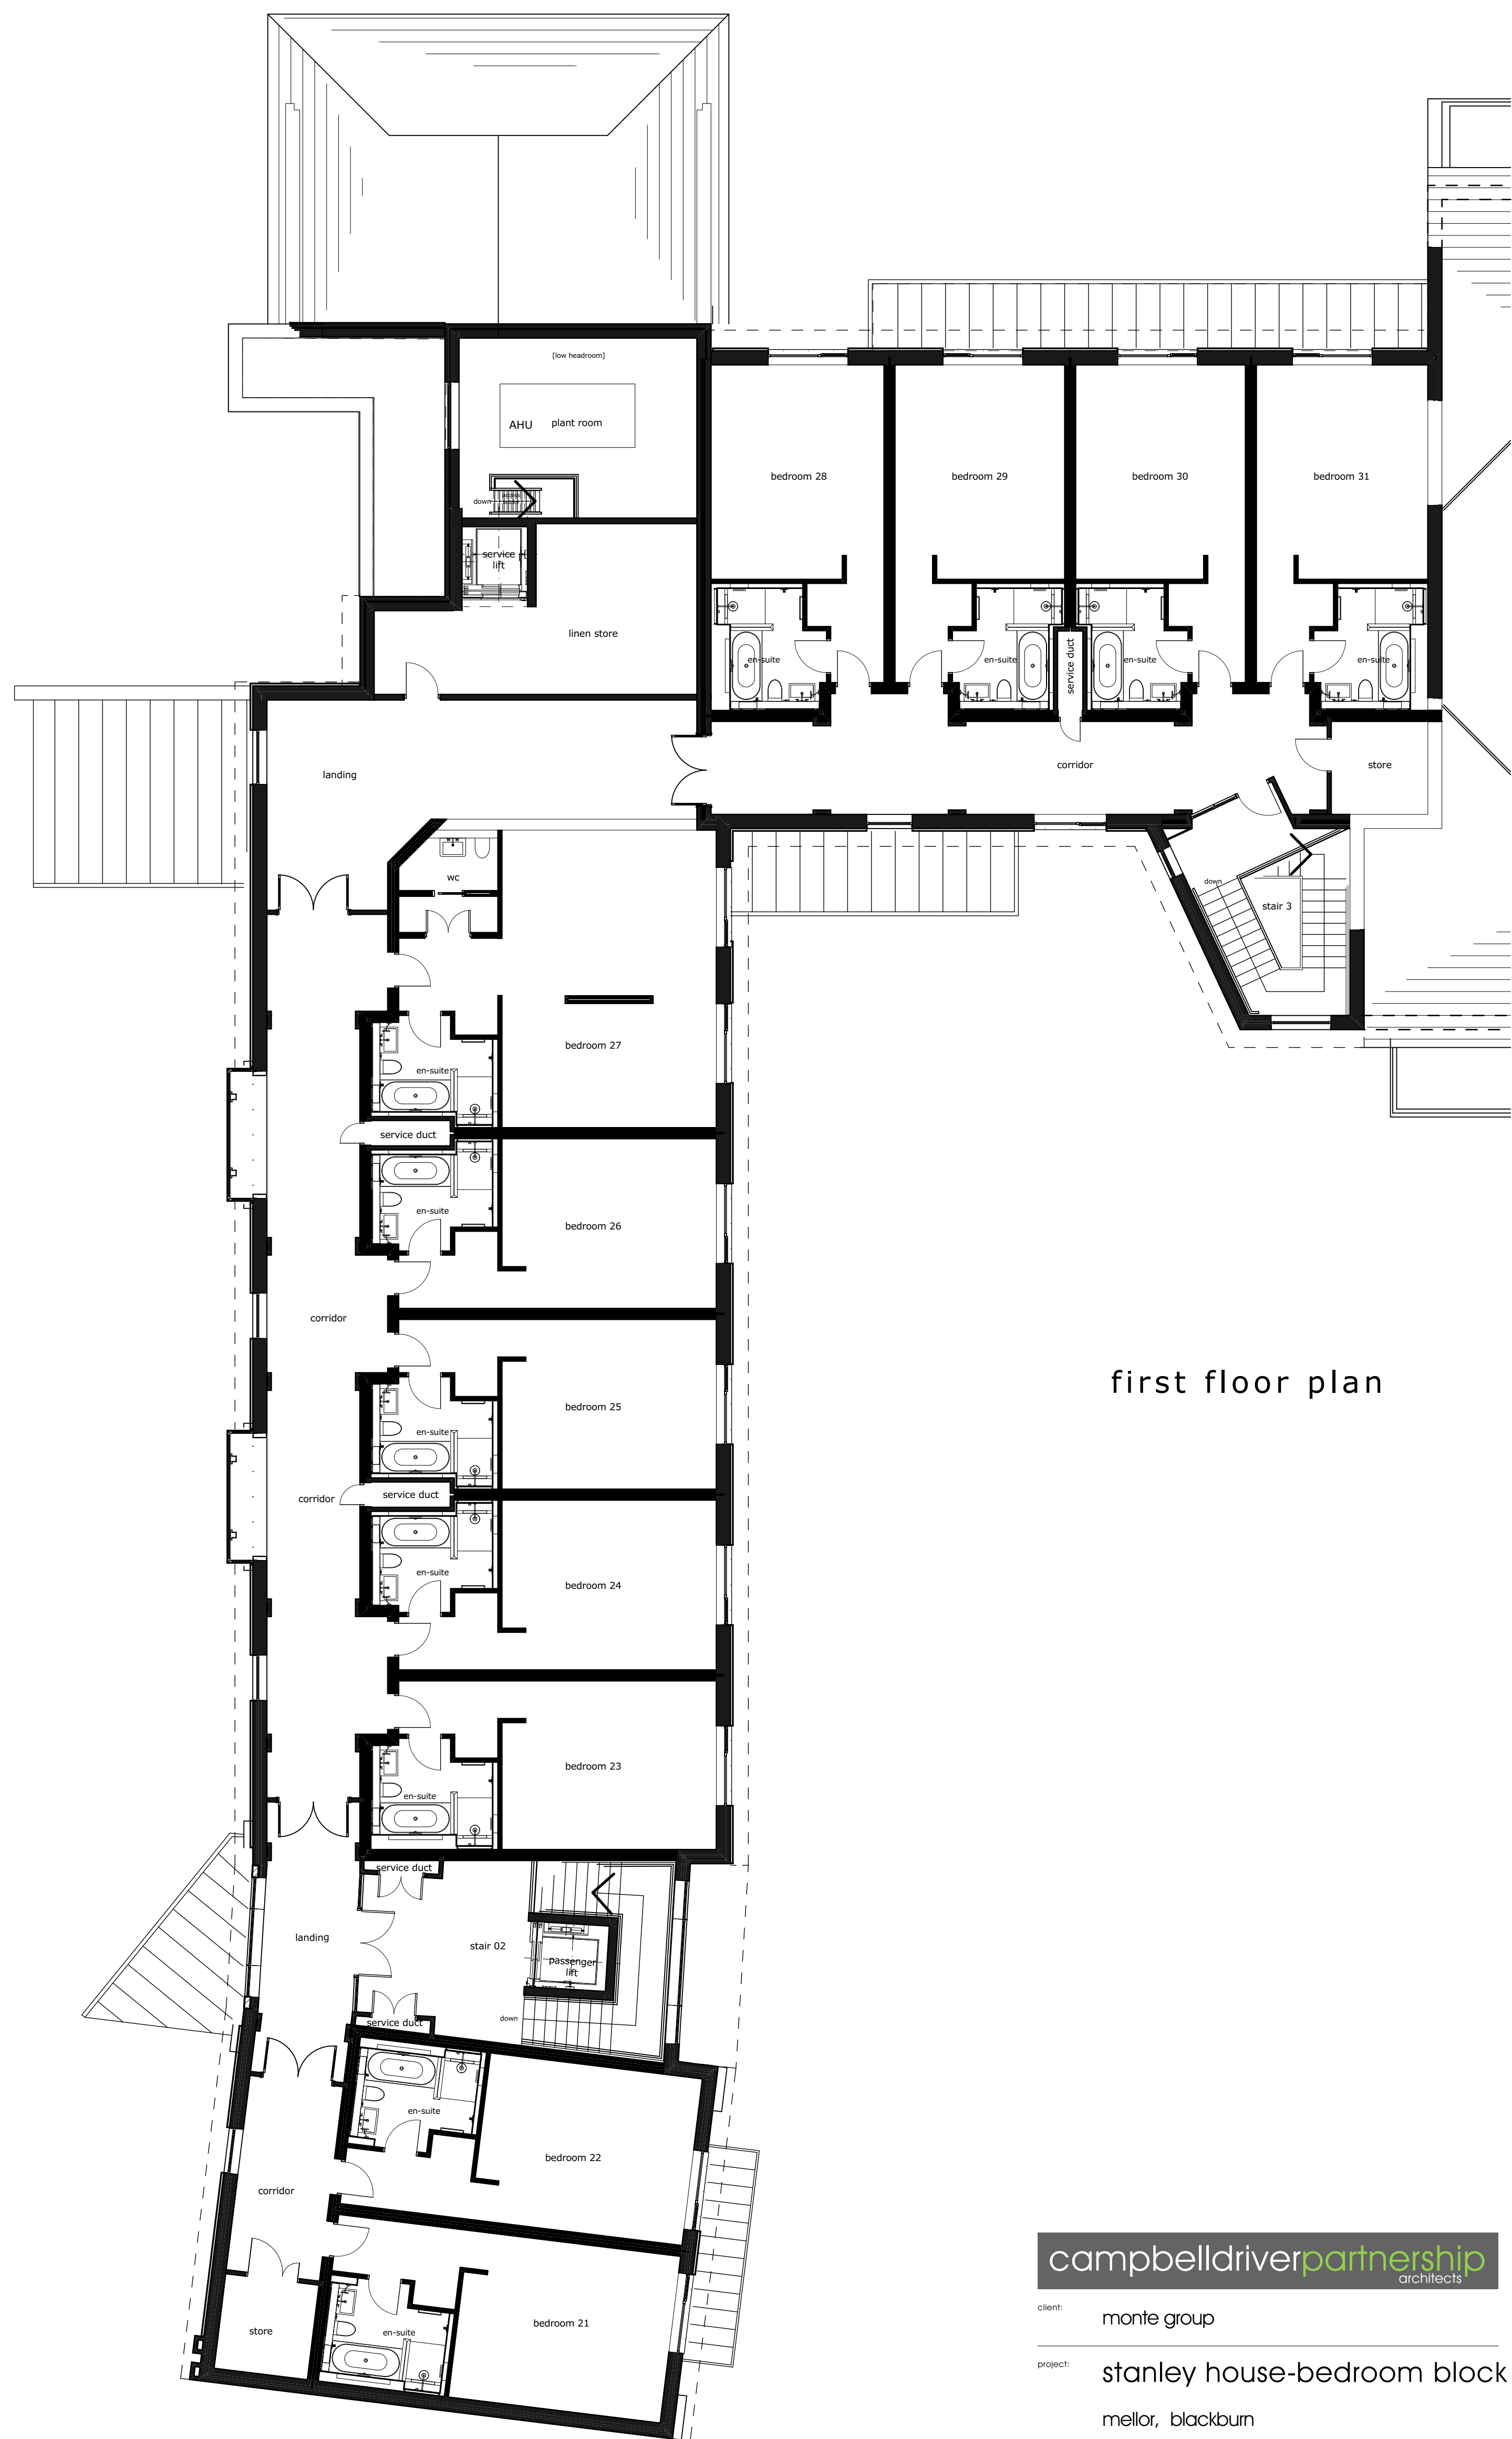 [low headroom]
AHU
plant room
down
access
service
lift
linen store
bedroom 28
bedroom 29
bedroom 30
bedroom 31
en-suite
en-suite
service duct
en-suite
en-suite
landing
corridor
store
wc
down
stair 3
bedroom 27
en-suite
service duct
en-suite
bedroom 26
corridor
first floor plan
bedroom 25
en-suite
corridor
service duct
en-suite
bedroom 24
bedroom 23
en-suite
service duct
landing
stair 02
passenger
lift
down
service duct
en-suite
bedroom 22
corridor
store
en-suite
bedroom 21
campbelldriverpartnership
architects
client:
monte group
project:
stanley house-bedroom block
mellor, blackburn